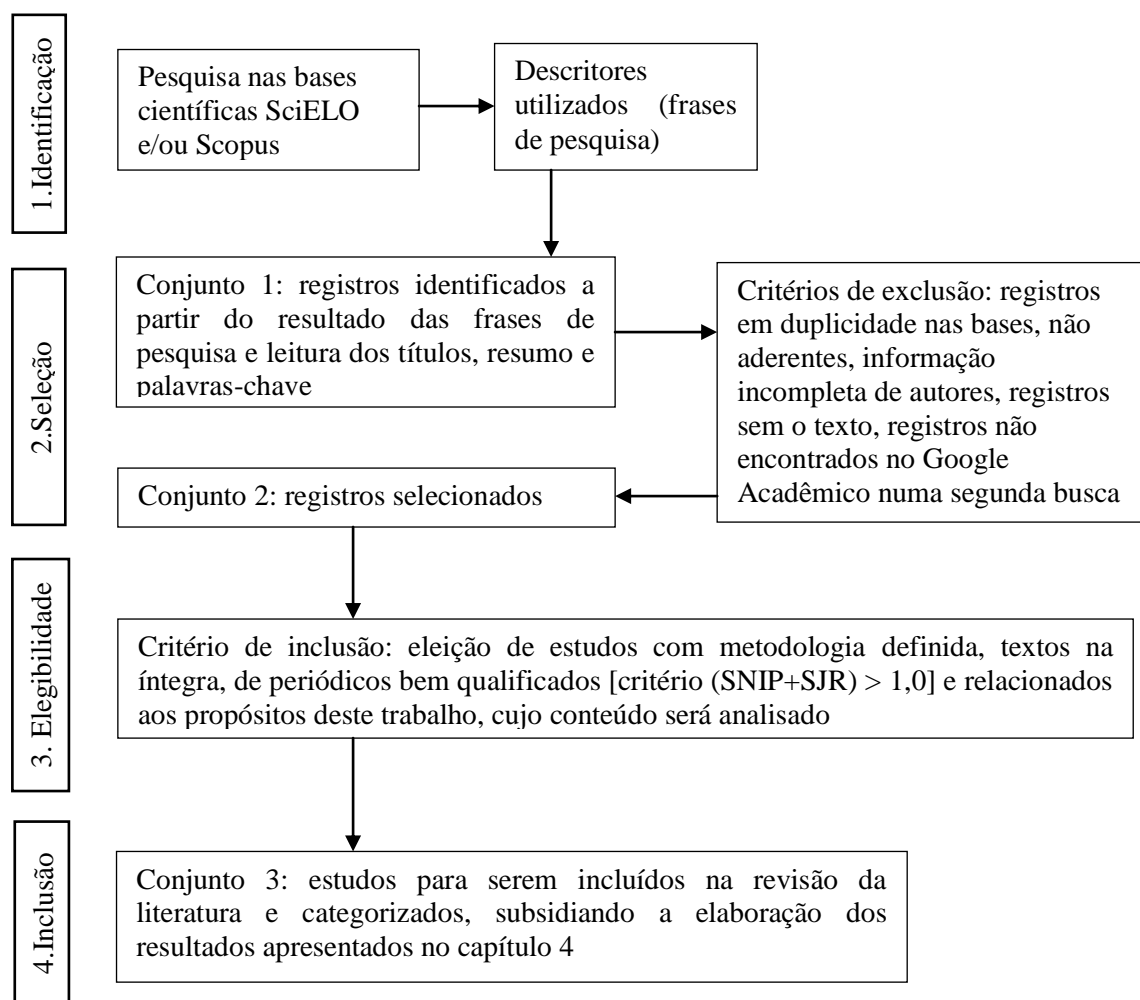 1.Identificação
Pesquisa nas bases
científicas SciELO
e/ou Scopus
Descritores
utilizados (frases
de pesquisa)
2.Seleção
Conjunto 1: registros identificados a
partir do resultado das frases de
pesquisa e leitura dos títulos, resumo e
palavras-chave
Critérios de exclusão: registros
em duplicidade nas bases, não
aderentes, informação
incompleta de autores, registros
sem o texto, registros não
encontrados no Google
Acadêmico numa segunda busca
Conjunto 2: registros selecionados
3. Elegibilidade
Critério de inclusão: eleição de estudos com metodologia definida, textos na
íntegra, de periódicos bem qualificados [critério (SNIP+SJR) > 1,0] e relacionados
aos propósitos deste trabalho, cujo conteúdo será analisado
4.Inclusão
Conjunto 3: estudos para serem incluídos na revisão da
literatura e categorizados, subsidiando a elaboração dos
resultados apresentados no capítulo 4